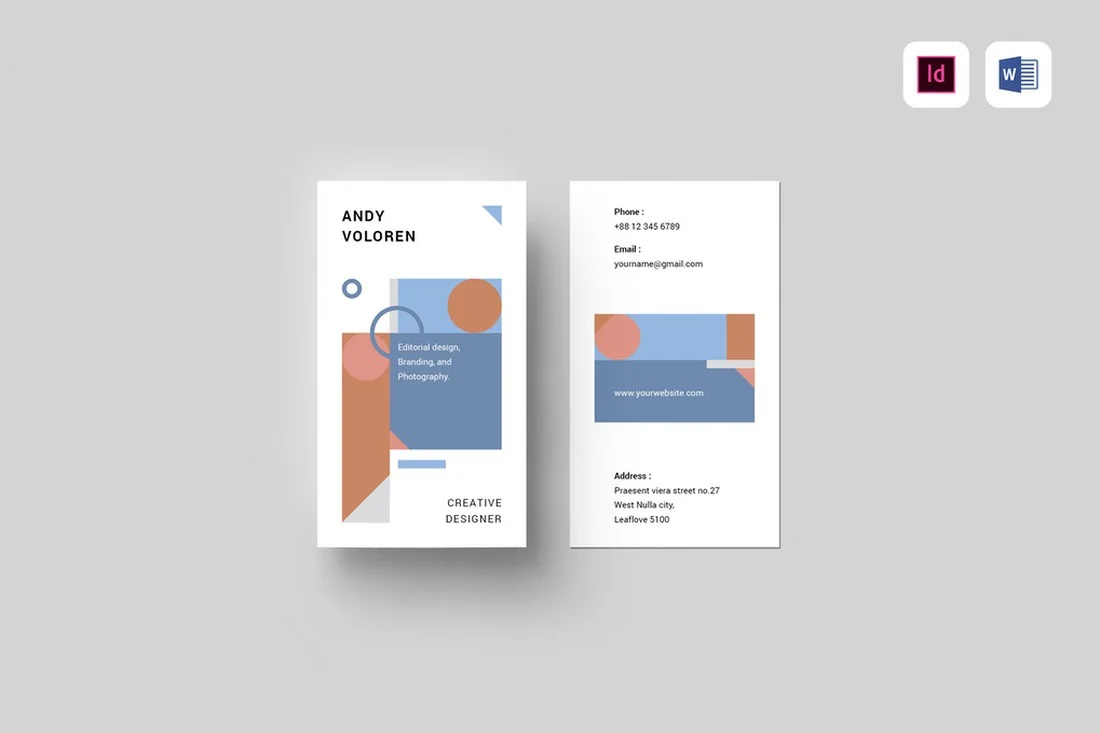 Id
W
ANDY
VOLOREN
Editorial design,
Branding, and
Photography.
CREATIVE
DESIGNER
Phone :
+88 12 345 6789
Email :
yourname@gmail.com
www.yourwebsite.com
Address :
Praesent viera street no.27
West Nulla city,
Leaflove 5100